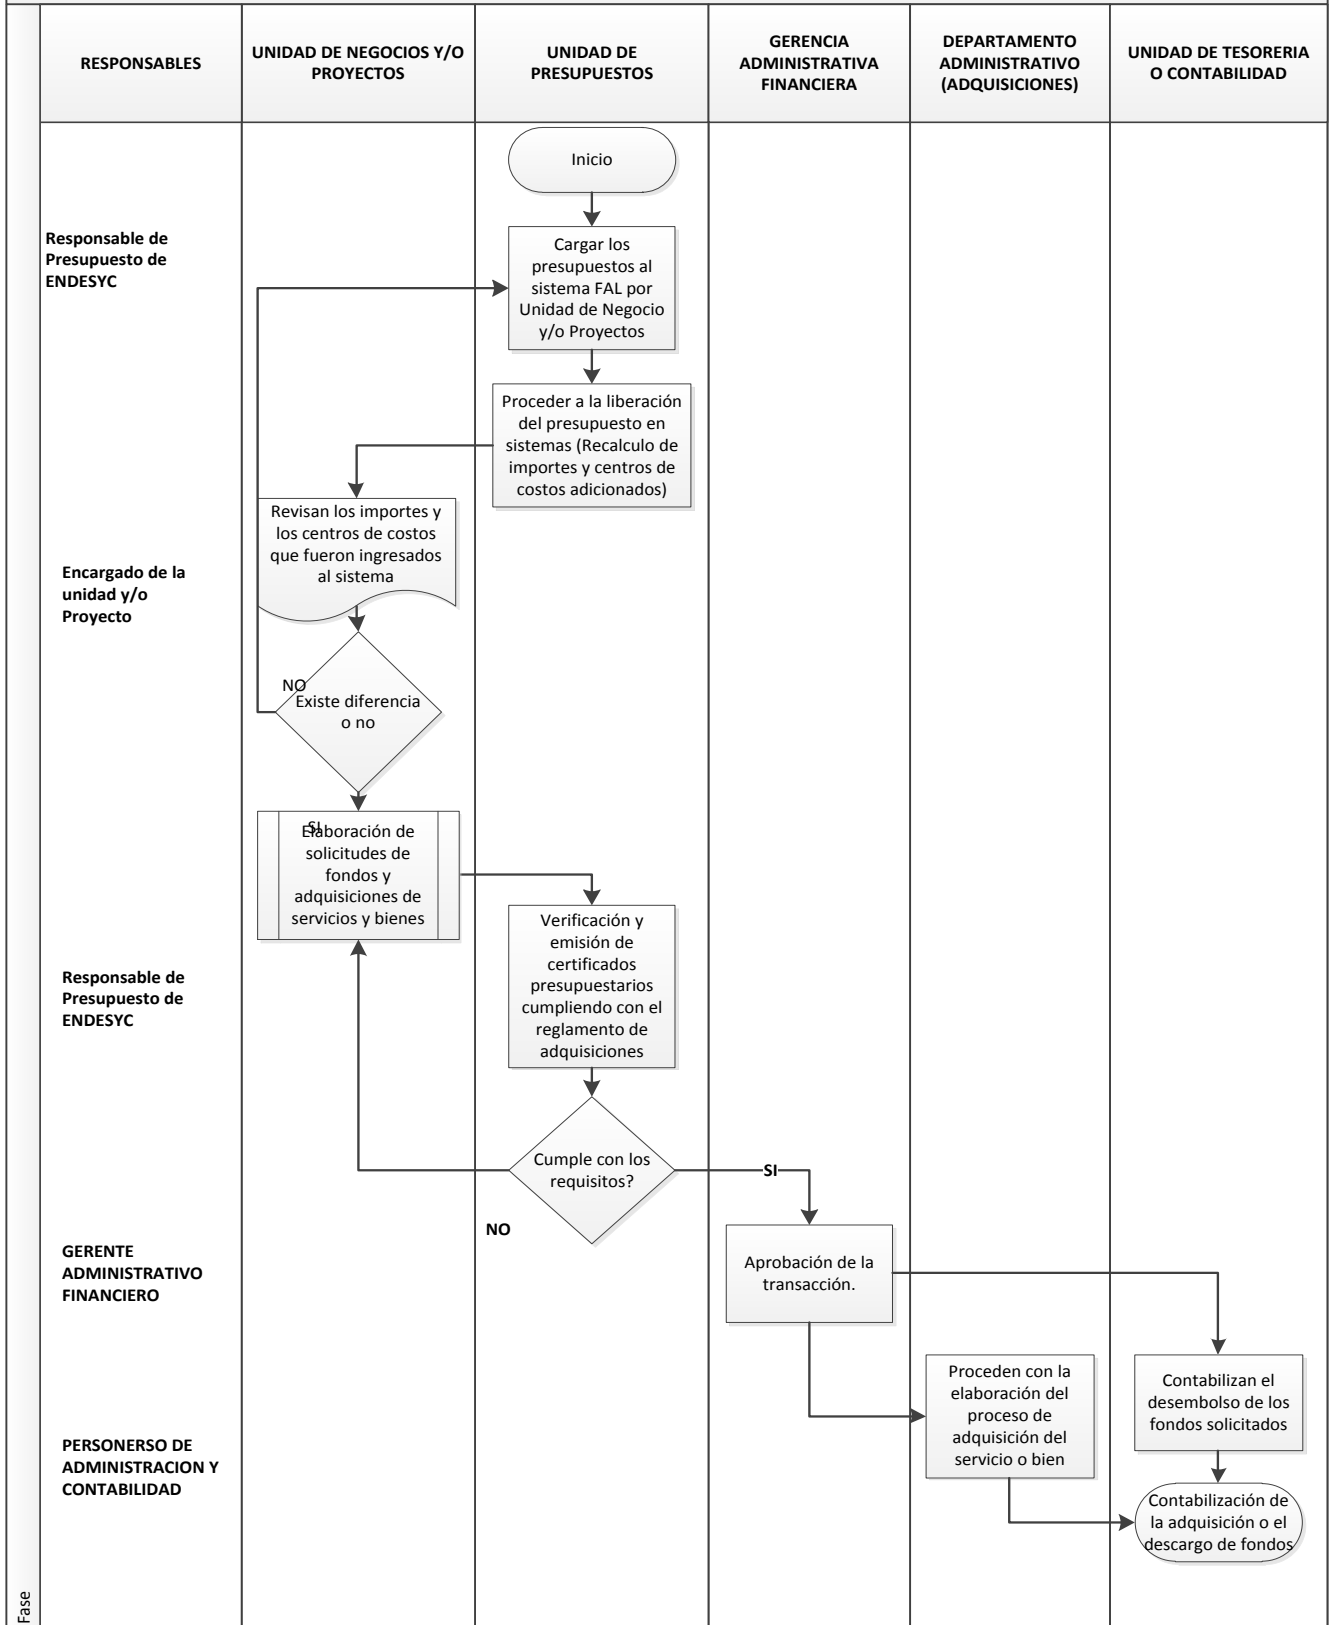 RESPONSABLES
UNIDAD DE NEGOCIOS Y/O
PROYECTOS
UNIDAD DE
PRESUPUESTOS
GERENCIA
ADMINISTRATIVA
FINANCIERA
DEPARTAMENTO
ADMINISTRATIVO
(ADQUISICIONES)
UNIDAD DE TESORERIA
O CONTABILIDAD
Inicio
Responsable de
Presupuesto de
ENDESYC
Cargar los
presupuestos al
sistema FAL por
Unidad de Negocio
y/o Proyectos
Proceder a la liberación
del presupuesto en
sistemas (Recalculo de
importes y centros de
costos adicionados)
Revisan los importes y
los centros de costos
que fueron ingresados
al sistema
Encargado de la
unidad y/o
Proyecto
NO
Existe diferencia
o no
SI
Elaboración de
solicitudes de
fondos y
adquisiciones de
servicios y bienes
Verificación y
emisión de
certificados
presupuestarios
cumpliendo con el
reglamento de
adquisiciones
Responsable de
Presupuesto de
ENDESYC
Cumple con los
requisitos?
SI
NO
GERENTE
ADMINISTRATIVO
FINANCIERO
Aprobación de la
transacción.
Proceden con la
elaboración del
proceso de
adquisición del
servicio o bien
Contabilizan el
desembolso de los
fondos solicitados
PERSONERSO DE
ADMINISTRACION Y
CONTABILIDAD
Contabilización de
la adquisición o el
descargo de fondos
Fase